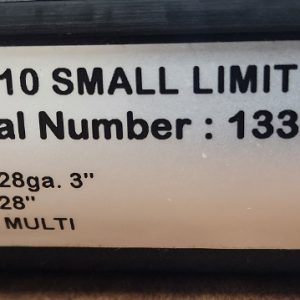 10 SMALL LIMIT
al Number : 133
28ga. 3"
28"
MULTI